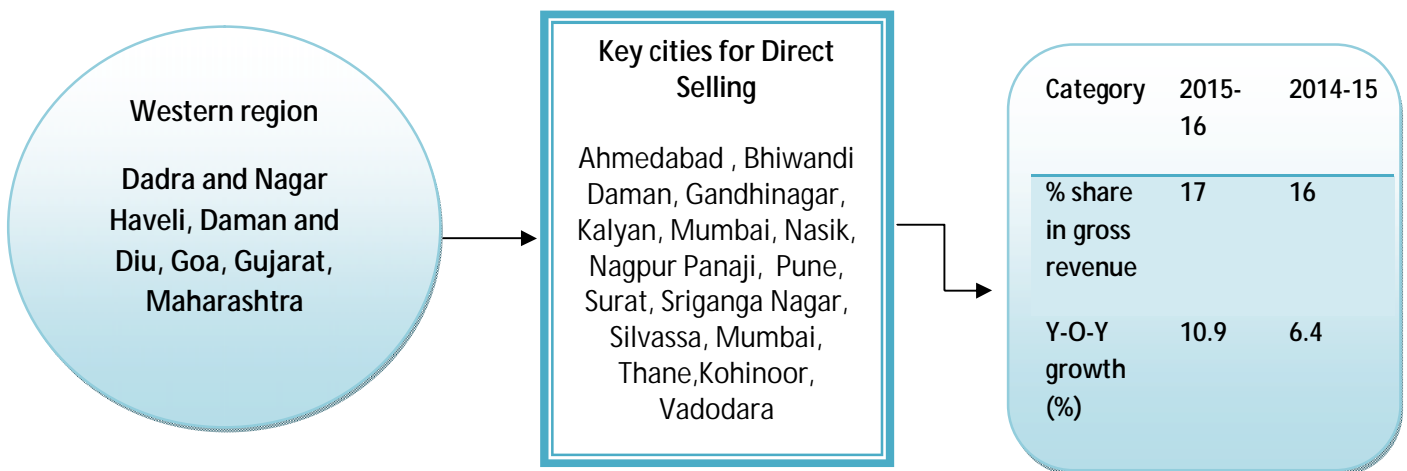 Western region
Dadra and Nagar
Haveli, Daman and
Diu, Goa, Gujarat,
Maharashtra
Key cities for Direct
Selling
Ahmedabad , Bhiwandi
Daman, Gandhinagar,
Kalyan, Mumbai, Nasik,
Nagpur Panaji, Pune,
Surat, Sriganga Nagar,
Silvassa, Mumbai,
Thane,Kohinoor,
Vadodara
Category 2015- 2014-15
16
% share 17 16
in gross
revenue
Y-O-Y 10.9 6.4
growth
(%)